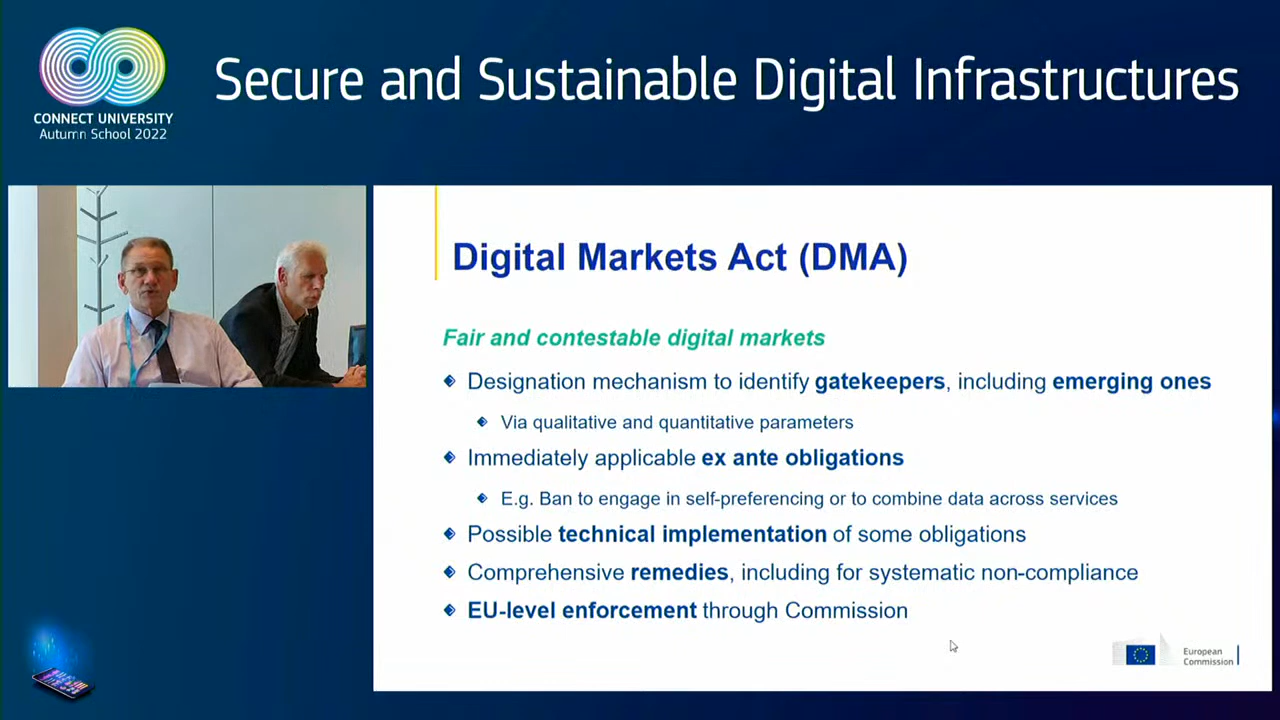 CONNECT UNIVERSITY
Autumn School 2022
Secure and Sustainable Digital Infrastructures
Digital Markets Act (DMA)
Fair and contestable digital markets
Designation mechanism to identify gatekeepers, including emerging ones
Via qualitative and quantitative parameters
Immediately applicable ex ante obligations
E.g. Ban to engage in self-preferencing or to combine data across services
Possible technical implementation of some obligations
Comprehensive remedies, including for systematic non-compliance
EU-level enforcement through Commission
European
Commission